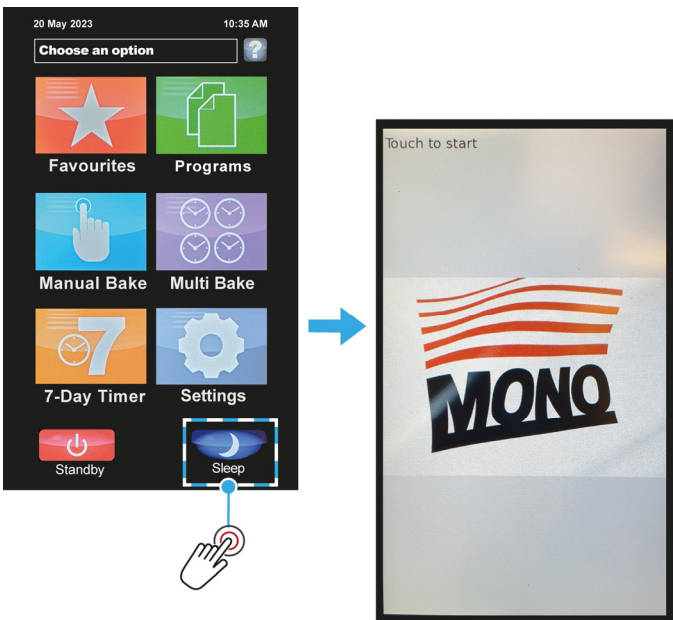 20 May 2023 10:35 AM
Choose an option ?
Favourites Programs
Manual Bake Multi Bake
7
7-Day Timer Settings
Standby Sleep
Touch to start
MONO